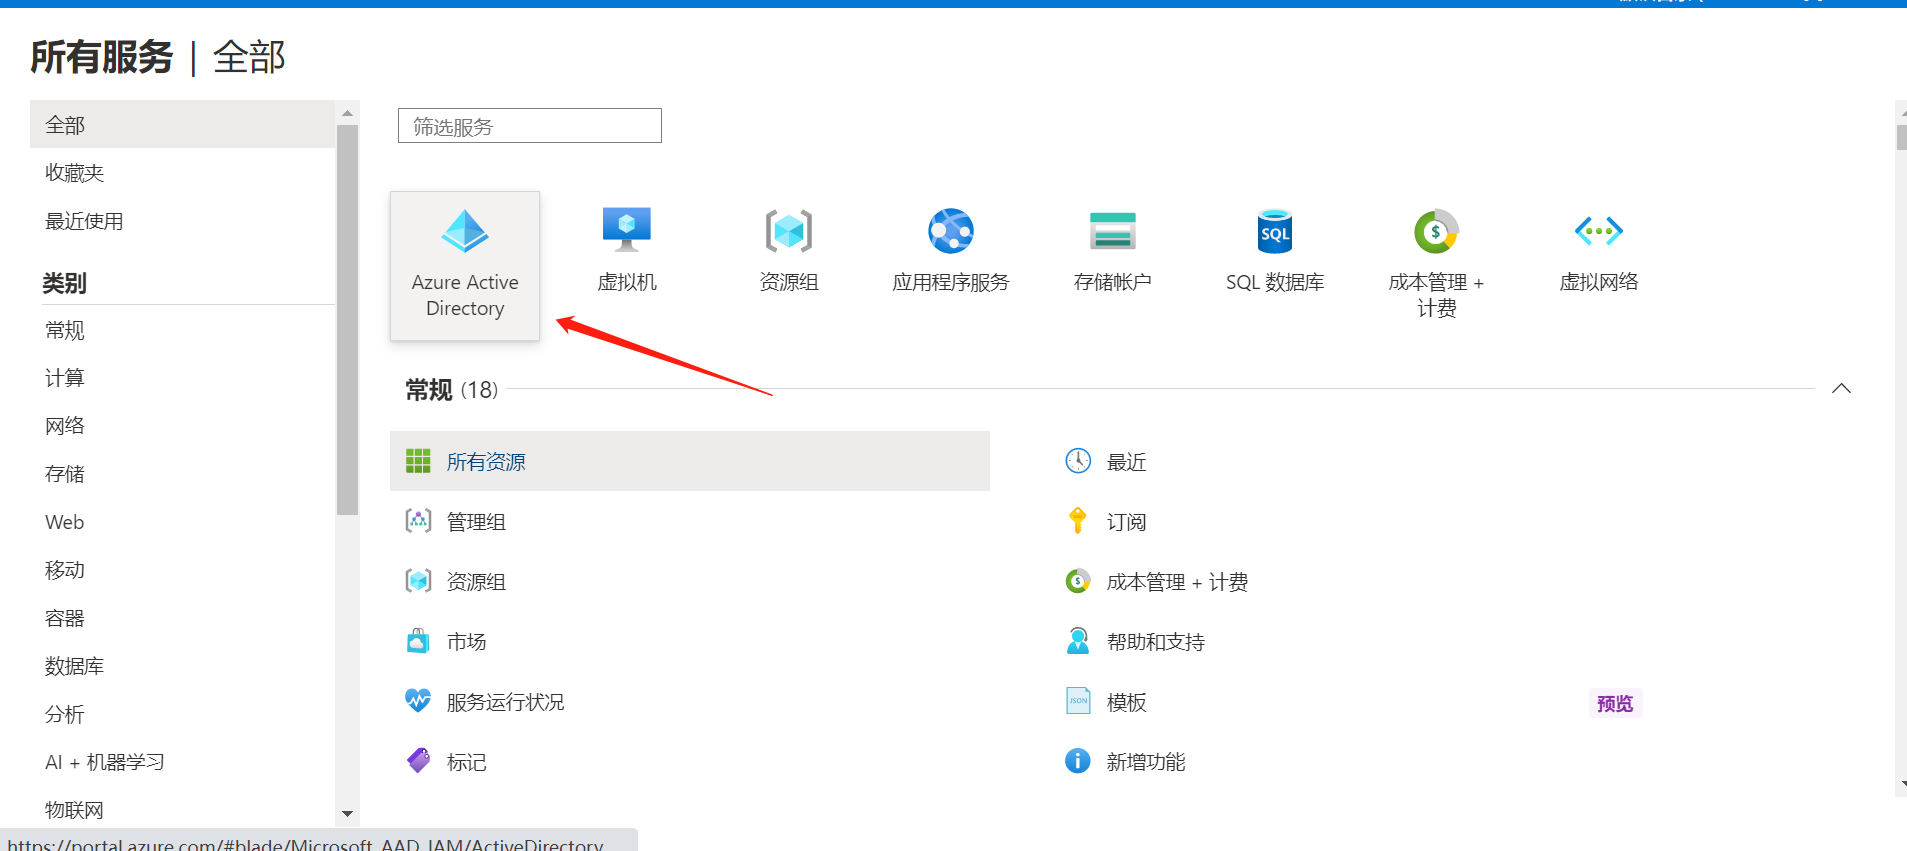 所有服务 | 全部
全部
收藏夹
最近使用
类别
常规
计算
网络
存储
Web
移动
容器
数据库
分析
AI + 机器学习
物联网
筛选服务
Azure Active
Directory
虚拟机
资源组
应用程序服务
存储帐户
SQL
SQL 数据库
$
成本管理 +
计费
虚拟网络
常规 (18)
所有资源
最近
管理组
订阅
资源组
$
成本管理 + 计费
市场
帮助和支持
服务运行状况
JSON
模板
预览
标记
新增功能
https://portal.azure.com/#blade/Microsoft_AAD_IAM/ActiveDirectory